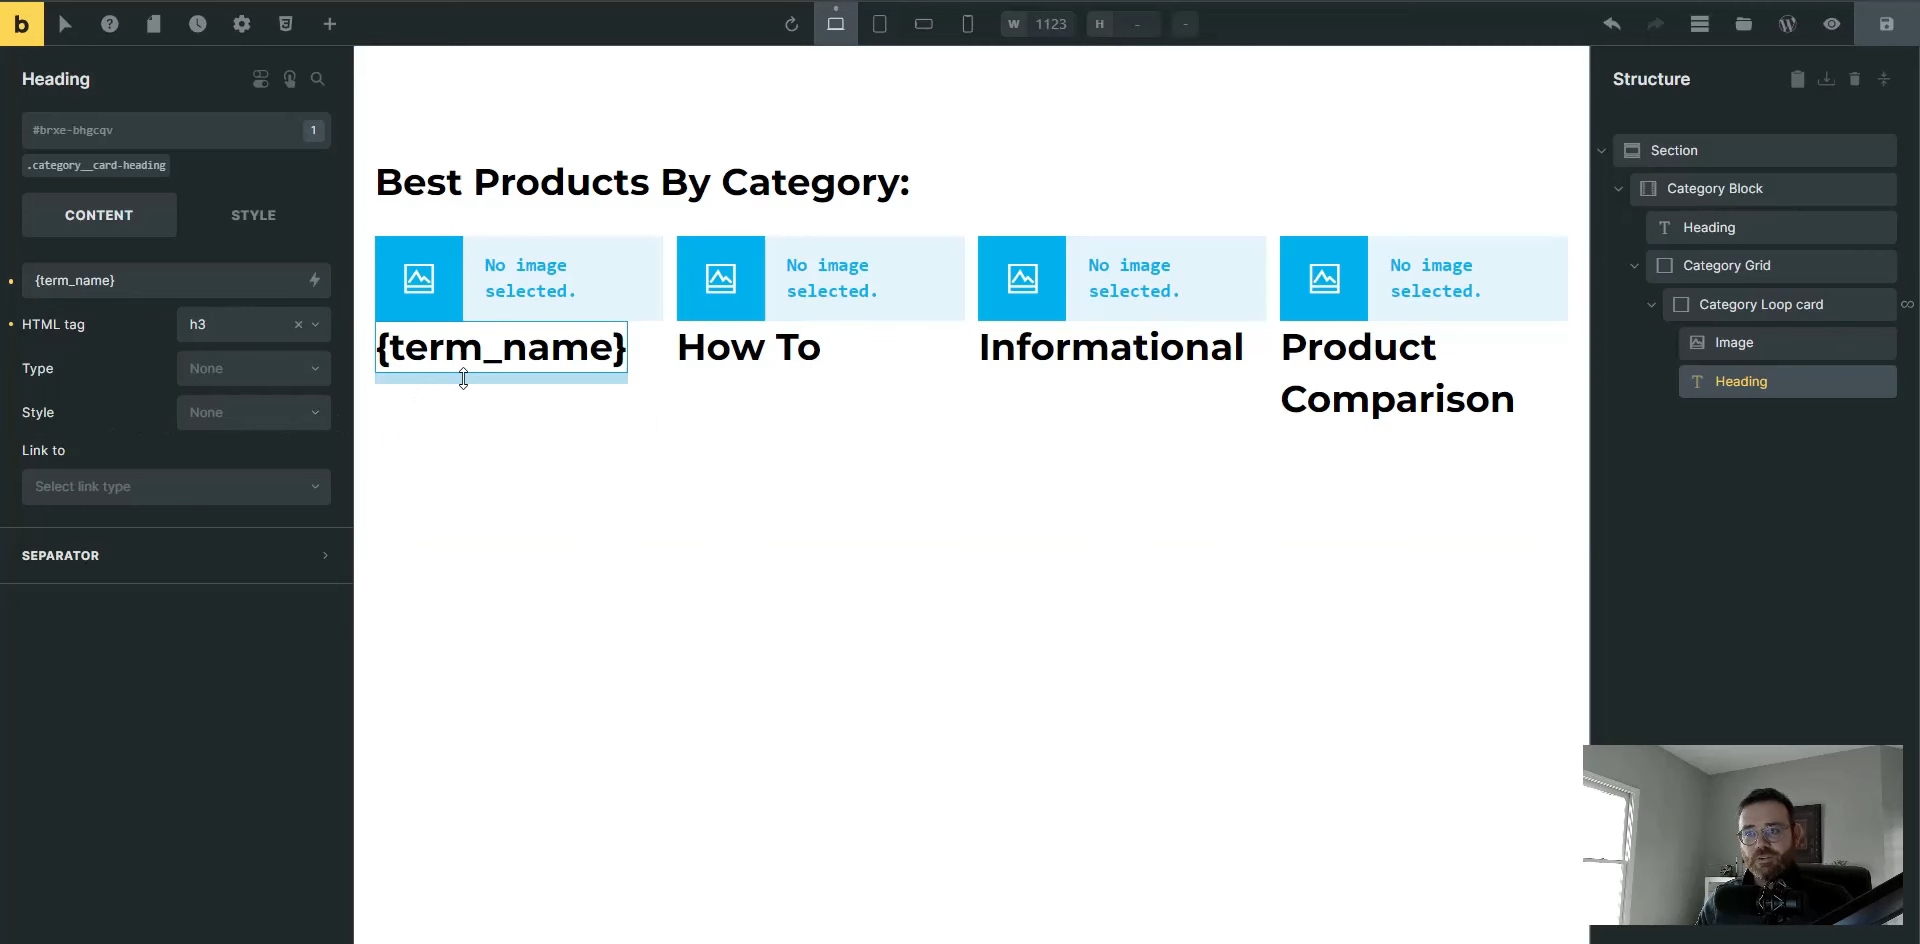 b
W 1123 H - -
Heading
#brxe-bhgcqv 1
.category__card-heading
CONTENT STYLE
{term_name}
HTML tag h3
Type None
Style None
Link to
Select link type
SEPARATOR
Best Products By Category:
No image
selected.
{term_name}
No image
selected.
How To
No image
selected.
Informational
No image
selected.
Product
Comparison
Structure
Section
Category Block
Heading
Category Grid
Category Loop card
Image
Heading